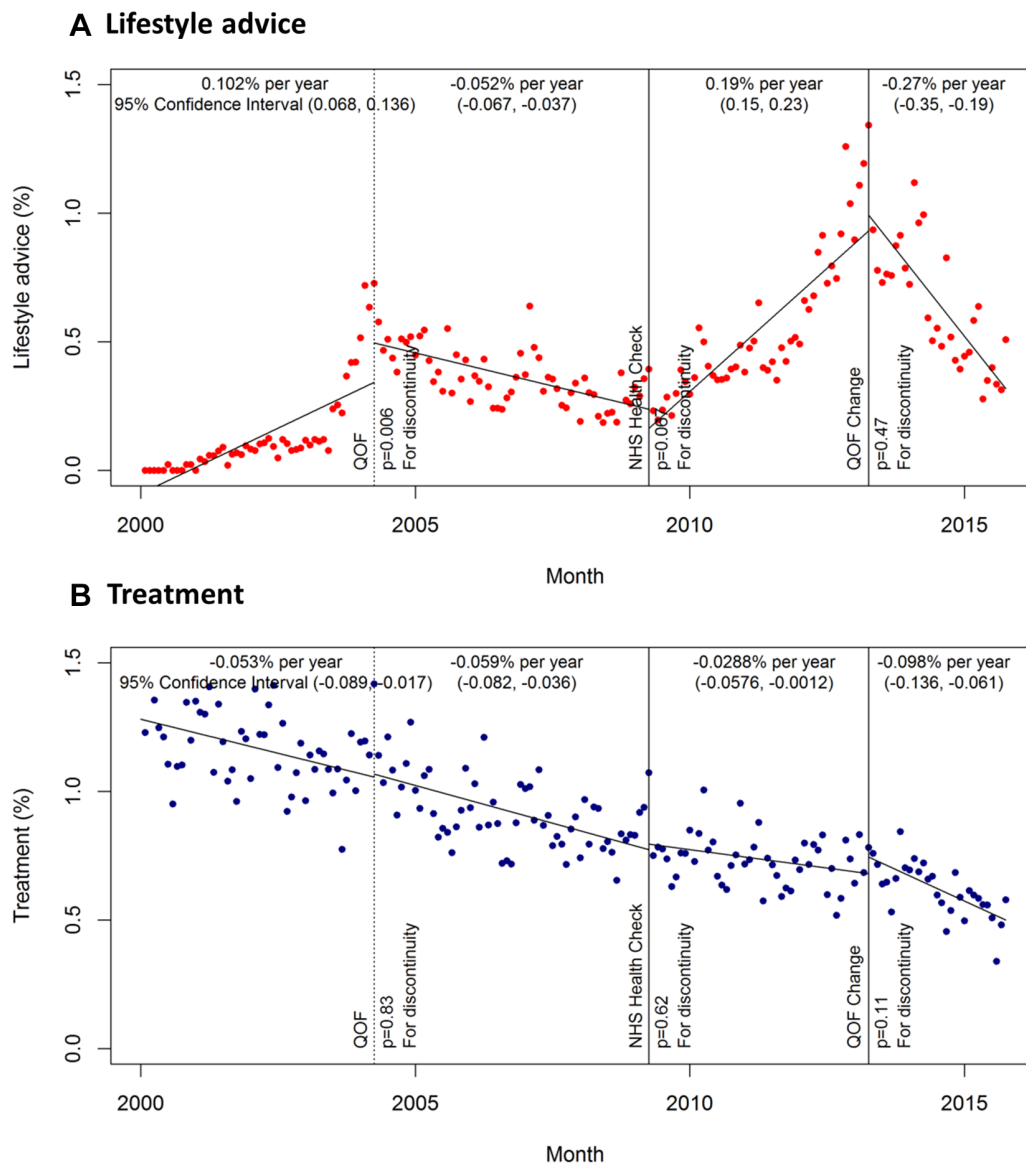 A Lifestyle advice
0.102% per year
95% Confidence Interval (0.068, 0.136)
-0.052% per year
(-0.067, -0.037)
0.19% per year
(0.15, 0.23)
-0.27% per year
(-0.35, -0.19)
Lifestyle advice (%)
1.5
1.0
0.5
0.0
QOF
p=0.006
For discontinuity
NHS Health Check
For discontinuity
QOF Change
p=0.47
For discontinuity
2000
2005
2010
2015
Month
B Treatment
-0.053% per year
95% Confidence Interval (-0.089, -0.017)
-0.059% per year
(-0.082, -0.036)
-0.0288% per year
(-0.0576, -0.0012)
-0.098% per year
(-0.136, -0.061)
Treatment (%)
1.5
1.0
0.5
0.0
QOF
p=0.83
For discontinuity
NHS Health Check
p=0.62
For discontinuity
QOF Change
p=0.11
For discontinuity
2000
2005
2010
2015
Month